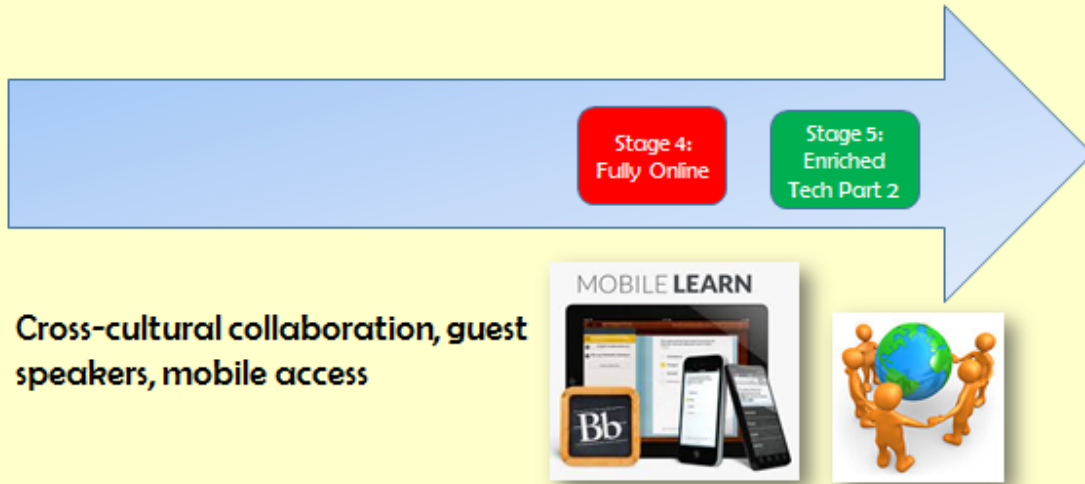 Stage 4:
Fully Online
Stage 5:
Enriched
Tech Part 2
Cross-cultural collaboration, guest
speakers, mobile access
MOBILE LEARN
Bb